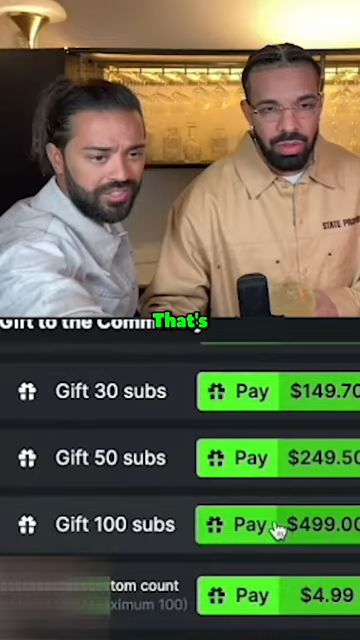 STATE PR
Gift to the Comm
That's
Gift 30 subs
Pay $149.70
Gift 50 subs
Pay $249.50
Gift 100 subs
Pay $499.00
tom count
ximum 100)
Pay $4.99